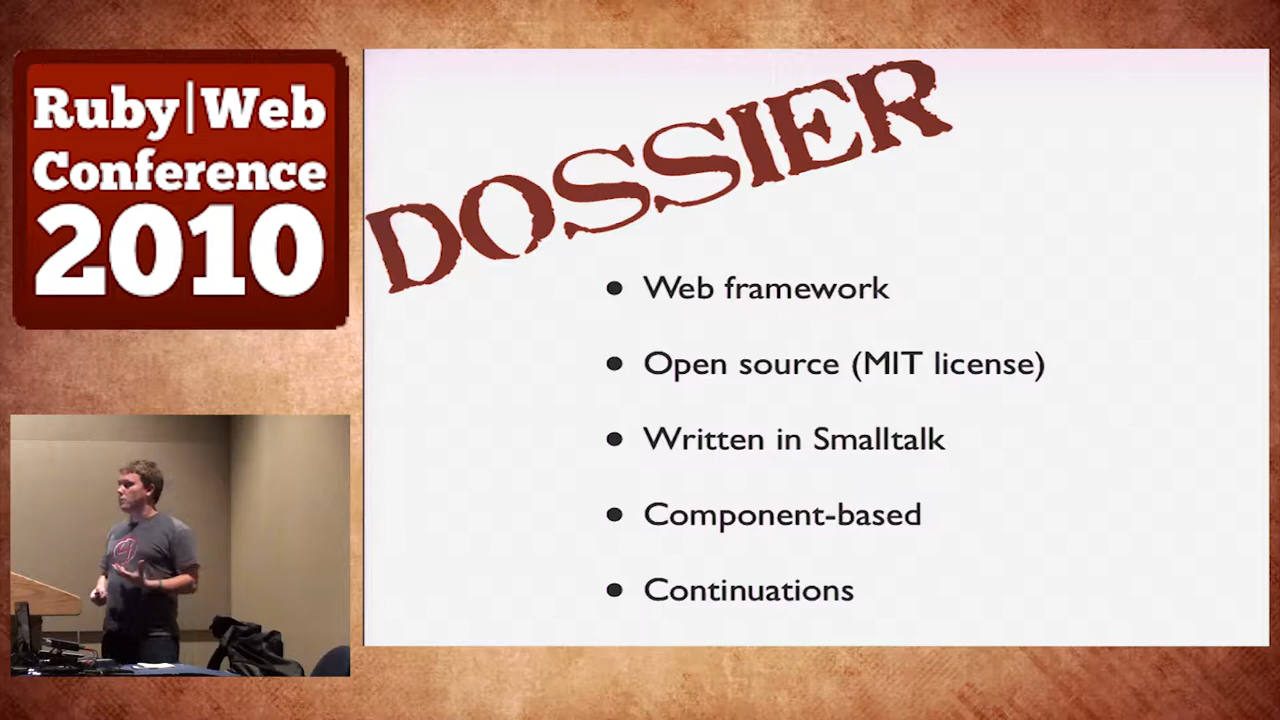 Ruby|Web
Conference
2010
DOSSIER
• Web framework
• Open source (MIT license)
• Written in Smalltalk
• Component-based
• Continuations